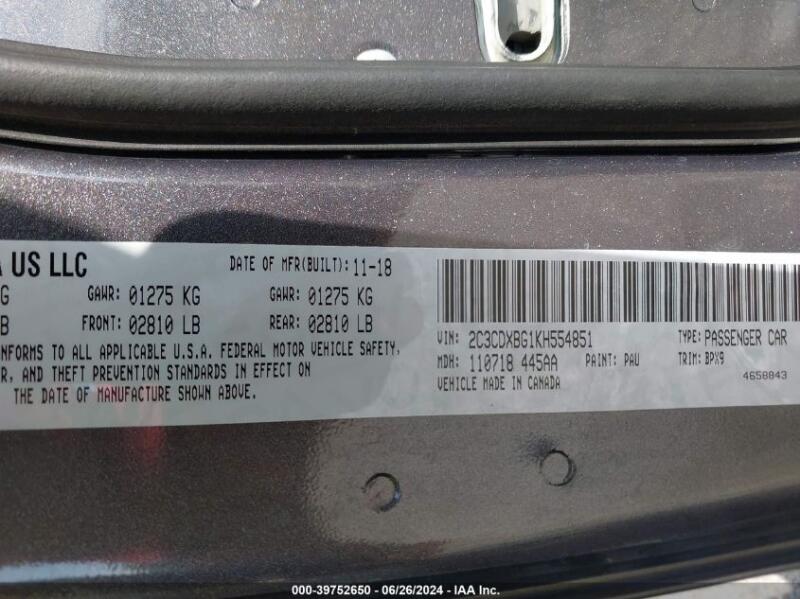 A US LLC
DATE OF MFR(BUILT): 11-18
G GAWR: 01275 KG GAWR: 01275 KG
B FRONT: 02810 LB REAR: 02810 LB
NFORMS TO ALL APPLICABLE U.S.A. FEDERAL MOTOR VEHICLE SAFETY,
R, AND THEFT PREVENTION STANDARDS IN EFFECT ON
THE DATE OF MANUFACTURE SHOWN ABOVE.
VIN: 2C3CDXBG1KH554851 TYPE: PASSENGER CAR
MDH: 110718 445AA PAINT: PAU TRIM: BPX9
VEHICLE MADE IN CANADA 4658843
000-39752650 / 06/26/2024 - IAA Inc.